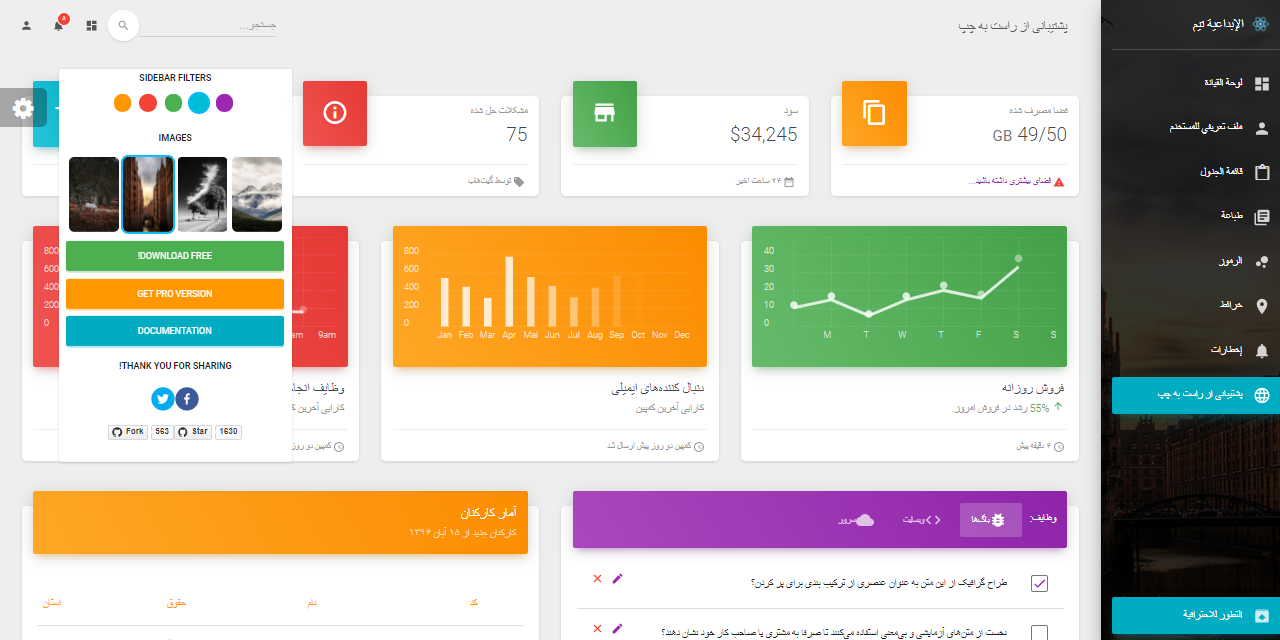 الإبداعية تيم
لوحة القيادة
ملف تعريفي للمستخدم
قائمة الجدول
طباعة
الرموز
خرائط
إخطارات
پشتیبانی از راست به چپ
التطور للاحترافية
پشتیبانی از راست به چپ
جستجو...
۵
فضا مصرف شده
49/50 GB
فضای بیشتری داشته باشید...
سود
$34,245
۲۴ ساعت اخیر
مشکلات حل شده
75
توسط گیت‌هاب
SIDEBAR FILTERS
IMAGES
!DOWNLOAD FREE
GET PRO VERSION
DOCUMENTATION
!THANK YOU FOR SHARING
Fork 563 Star 1630
40
30
20
10
0
M T W T F S S
فروش روزانه
55% رشد در فروش امروز.
۴ دقیقه پیش
800
600
400
200
0
Jan Feb Mar Apr Mai Jun Jul Aug Sep Oct Nov Dec
دنبال کننده‌های ایمیلی
کارایی آخرین کمپین
کمپین دو روز پیش ارسال شد
800
600
400
200
0
am 9am
وظایف انجا
کارایی آخرین ک
کمپین دو روز
وظایف:
باگ‌ها
وبسایت
سرور
طراح گرافیک از این متن به عنوان عنصری از ترکیب بندی برای پر کردن؟
نخست از متن‌های آزمایشی و بی‌معنی استفاده می‌کنند تا صرفا به مشتری یا صاحب کار خود نشان دهند؟
آمار کارکنان
کارکنان جدید از ۱۵ آبان ۱۳۹۶
کد
نام
حقوق
استان